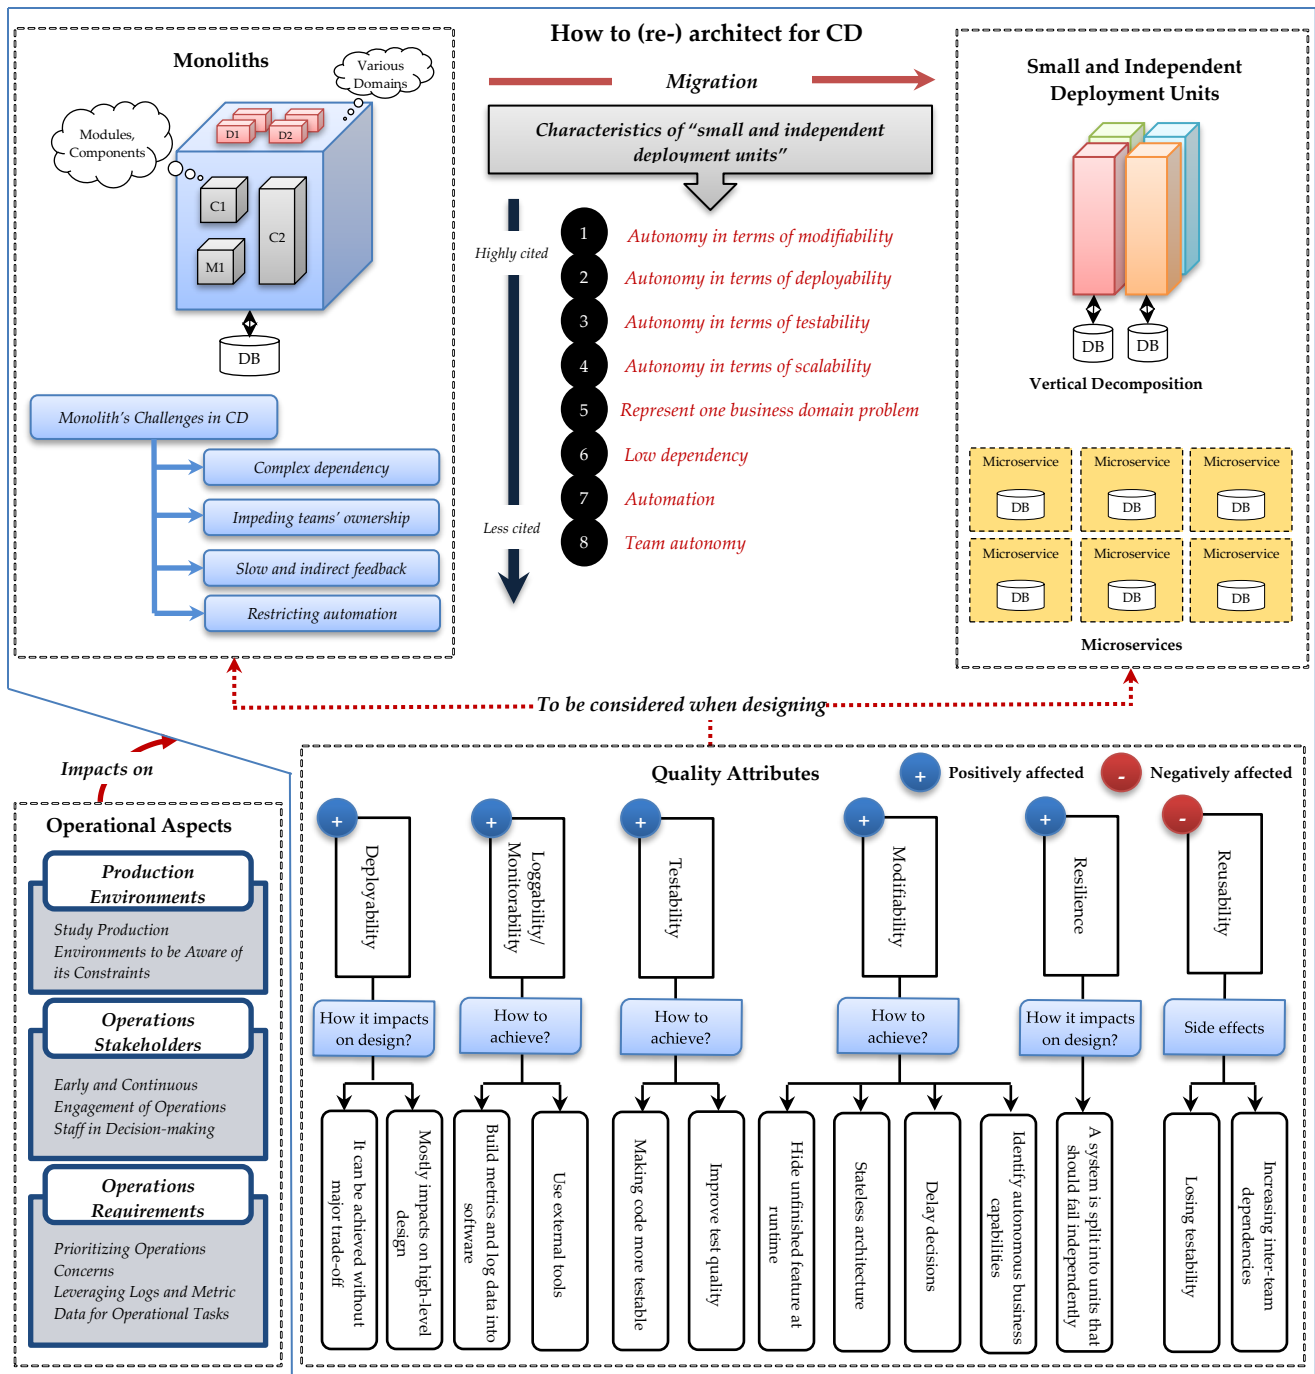 How to (re-) architect for CD
Monoliths
Various
Domains
Modules,
Components
D1
D2
C1
C2
M1
DB
Monolith's Challenges in CD
Complex dependency
Impeding teams' ownership
Slow and indirect feedback
Restricting automation
Migration
Characteristics of “small and independent
deployment units”
Highly cited
Less cited
1 Autonomy in terms of modifiability
2 Autonomy in terms of deployability
3 Autonomy in terms of testability
4 Autonomy in terms of scalability
5 Represent one business domain problem
6 Low dependency
7 Automation
8 Team autonomy
Small and Independent
Deployment Units
DB DB
Vertical Decomposition
Microservice Microservice Microservice
DB DB DB
Microservice Microservice Microservice
DB DB DB
Microservices
To be considered when designing
Impacts on
Operational Aspects
Production
Environments
Study Production
Environments to be Aware of
its Constraints
Operations
Stakeholders
Early and Continuous
Engagement of Operations
Staff in Decision-making
Operations
Requirements
Prioritizing Operations
Concerns
Leveraging Logs and Metric
Data for Operational Tasks
Quality Attributes
+ Positively affected
- Negatively affected
+
Deployability
How it impacts
on design?
It can be achieved without
major trade-off
Mostly impacts on high-level
design
+
Loggability/
Monitorability
How to
achieve?
Build metrics and log data into
software
Use external tools
+
Testability
How to
achieve?
Making code more testable
Improve test quality
+
Modifiability
How to
achieve?
Hide unfinished feature at
runtime
Stateless architecture
Delay decisions
Identify autonomous business
capabilities
+
Resilience
How it impacts
on design?
A system is split into units that
should fail independently
-
Reusability
Side effects
Losing testability
Increasing inter-team
dependencies